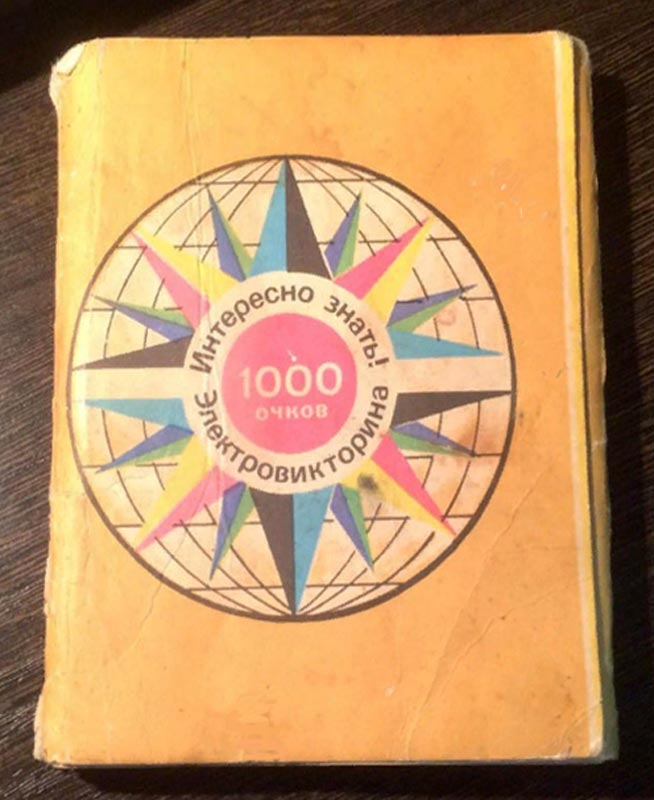 Интересно знать!
1000
очков
Электровикторина